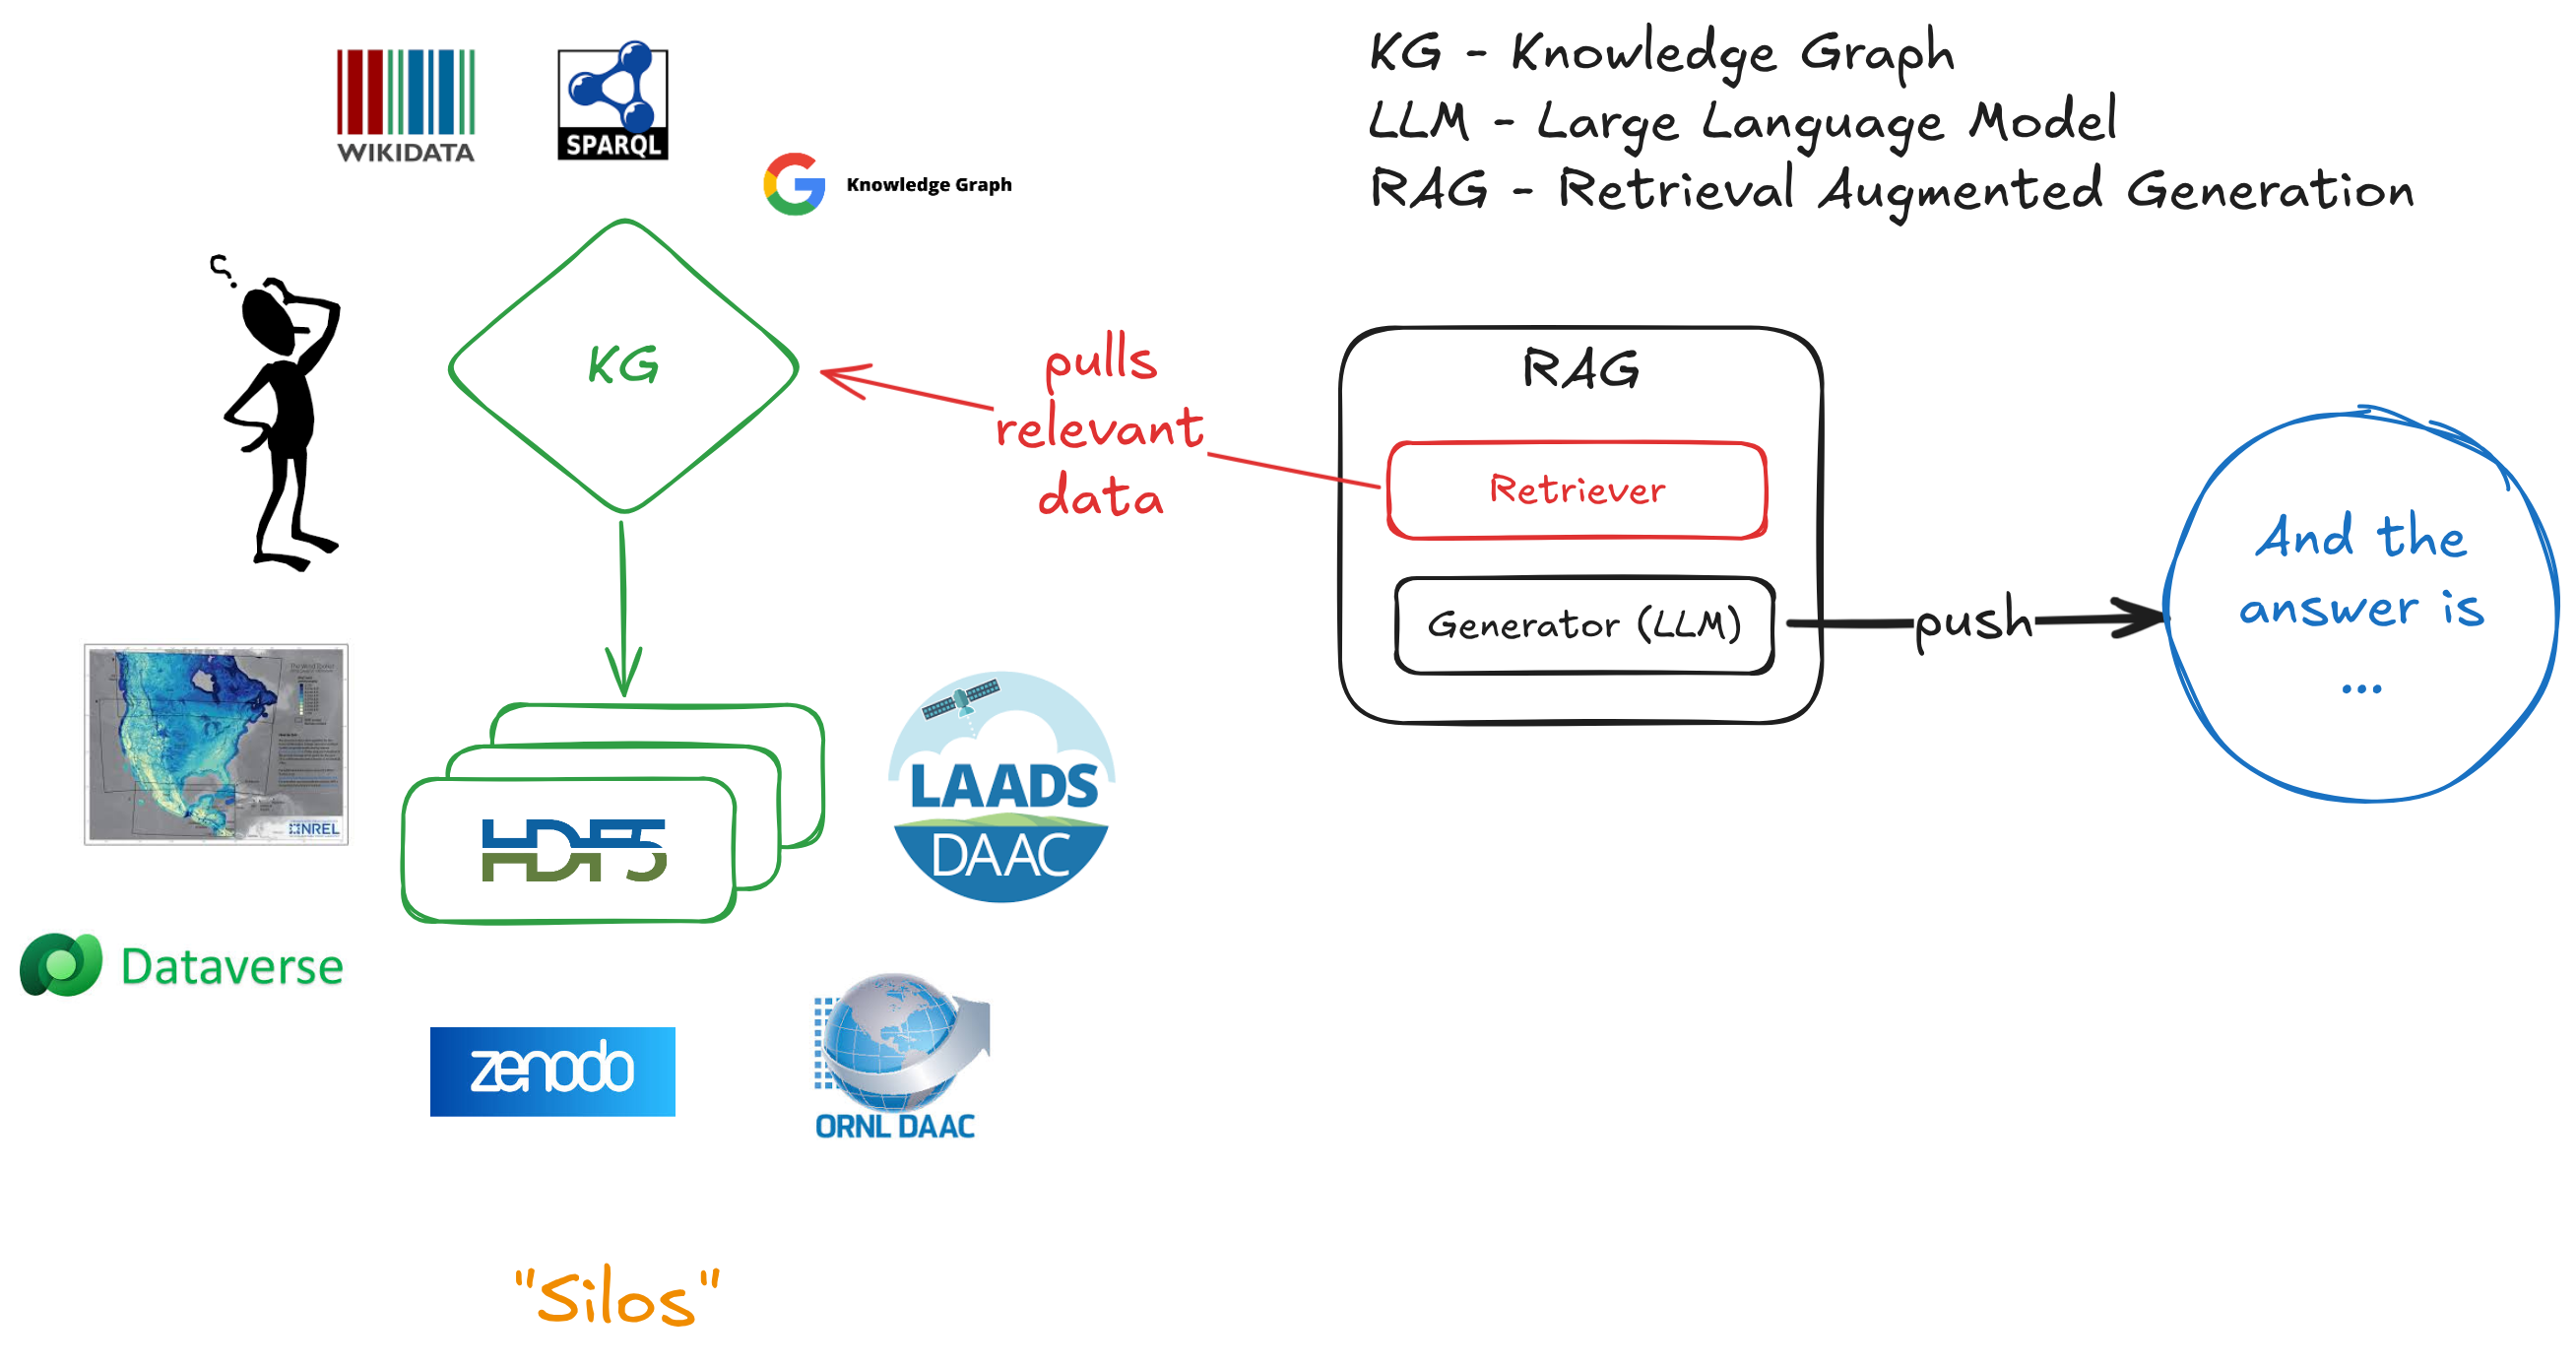 KG - Knowledge Graph
LLM - Large Language Model
RAG - Retrieval Augmented Generation
WIKIDATA
SPARQL
G Knowledge Graph
?
KG
pulls
relevant
data
RAG
Retriever
Generator (LLM)
push
And the
answer is
...
NREL
HDF5
LAADS
DAAC
Dataverse
zenodo
ORNL DAAC
"Silos"